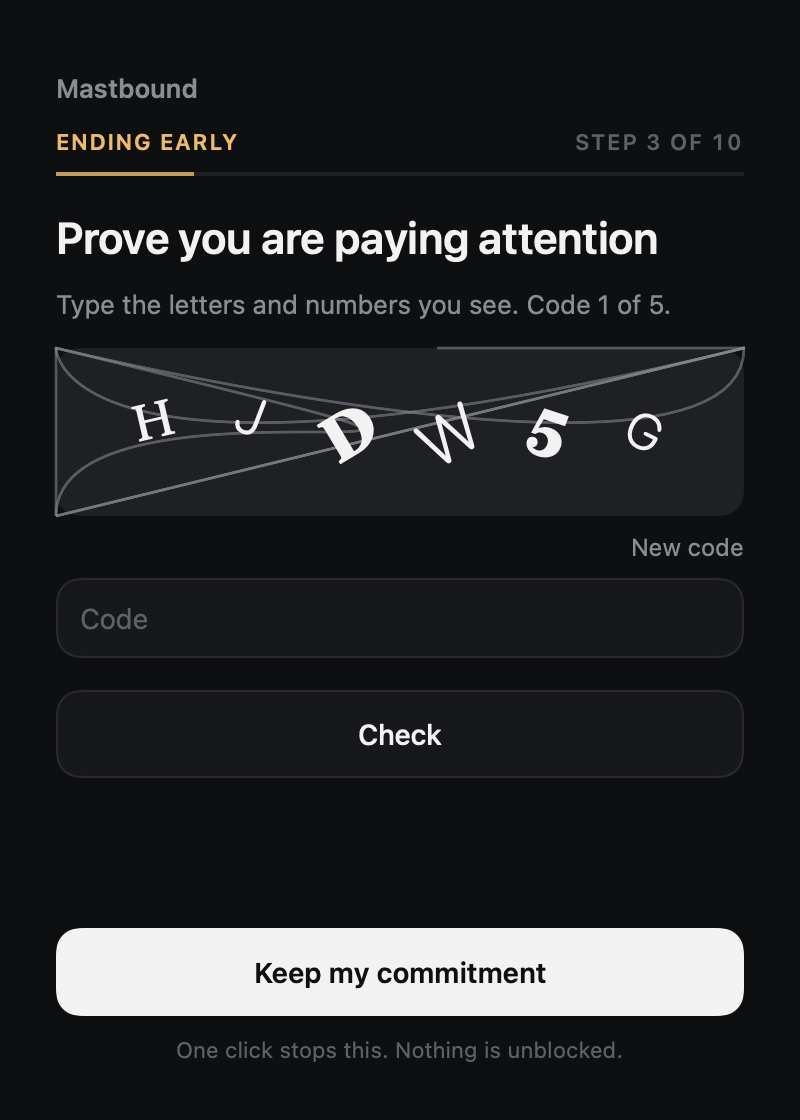 Mastbound
ENDING EARLY
STEP 3 OF 10
Prove you are paying attention
Type the letters and numbers you see. Code 1 of 5.
HJDW5G
New code
Code
Check
Keep my commitment
One click stops this. Nothing is unblocked.